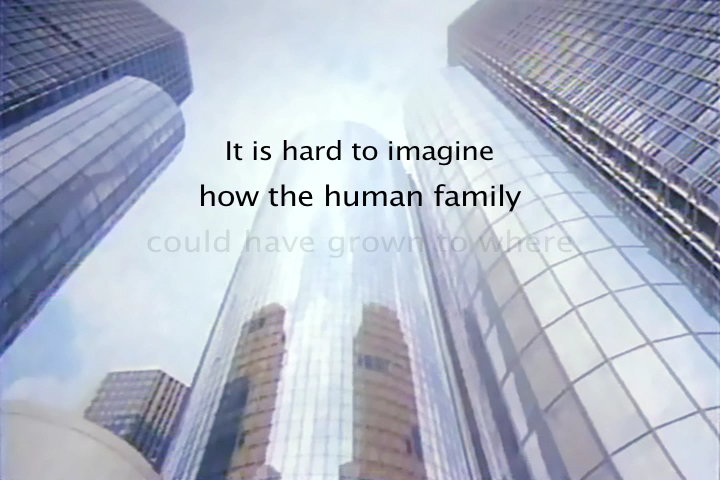 It is hard to imagine
how the human family
could have grown to where